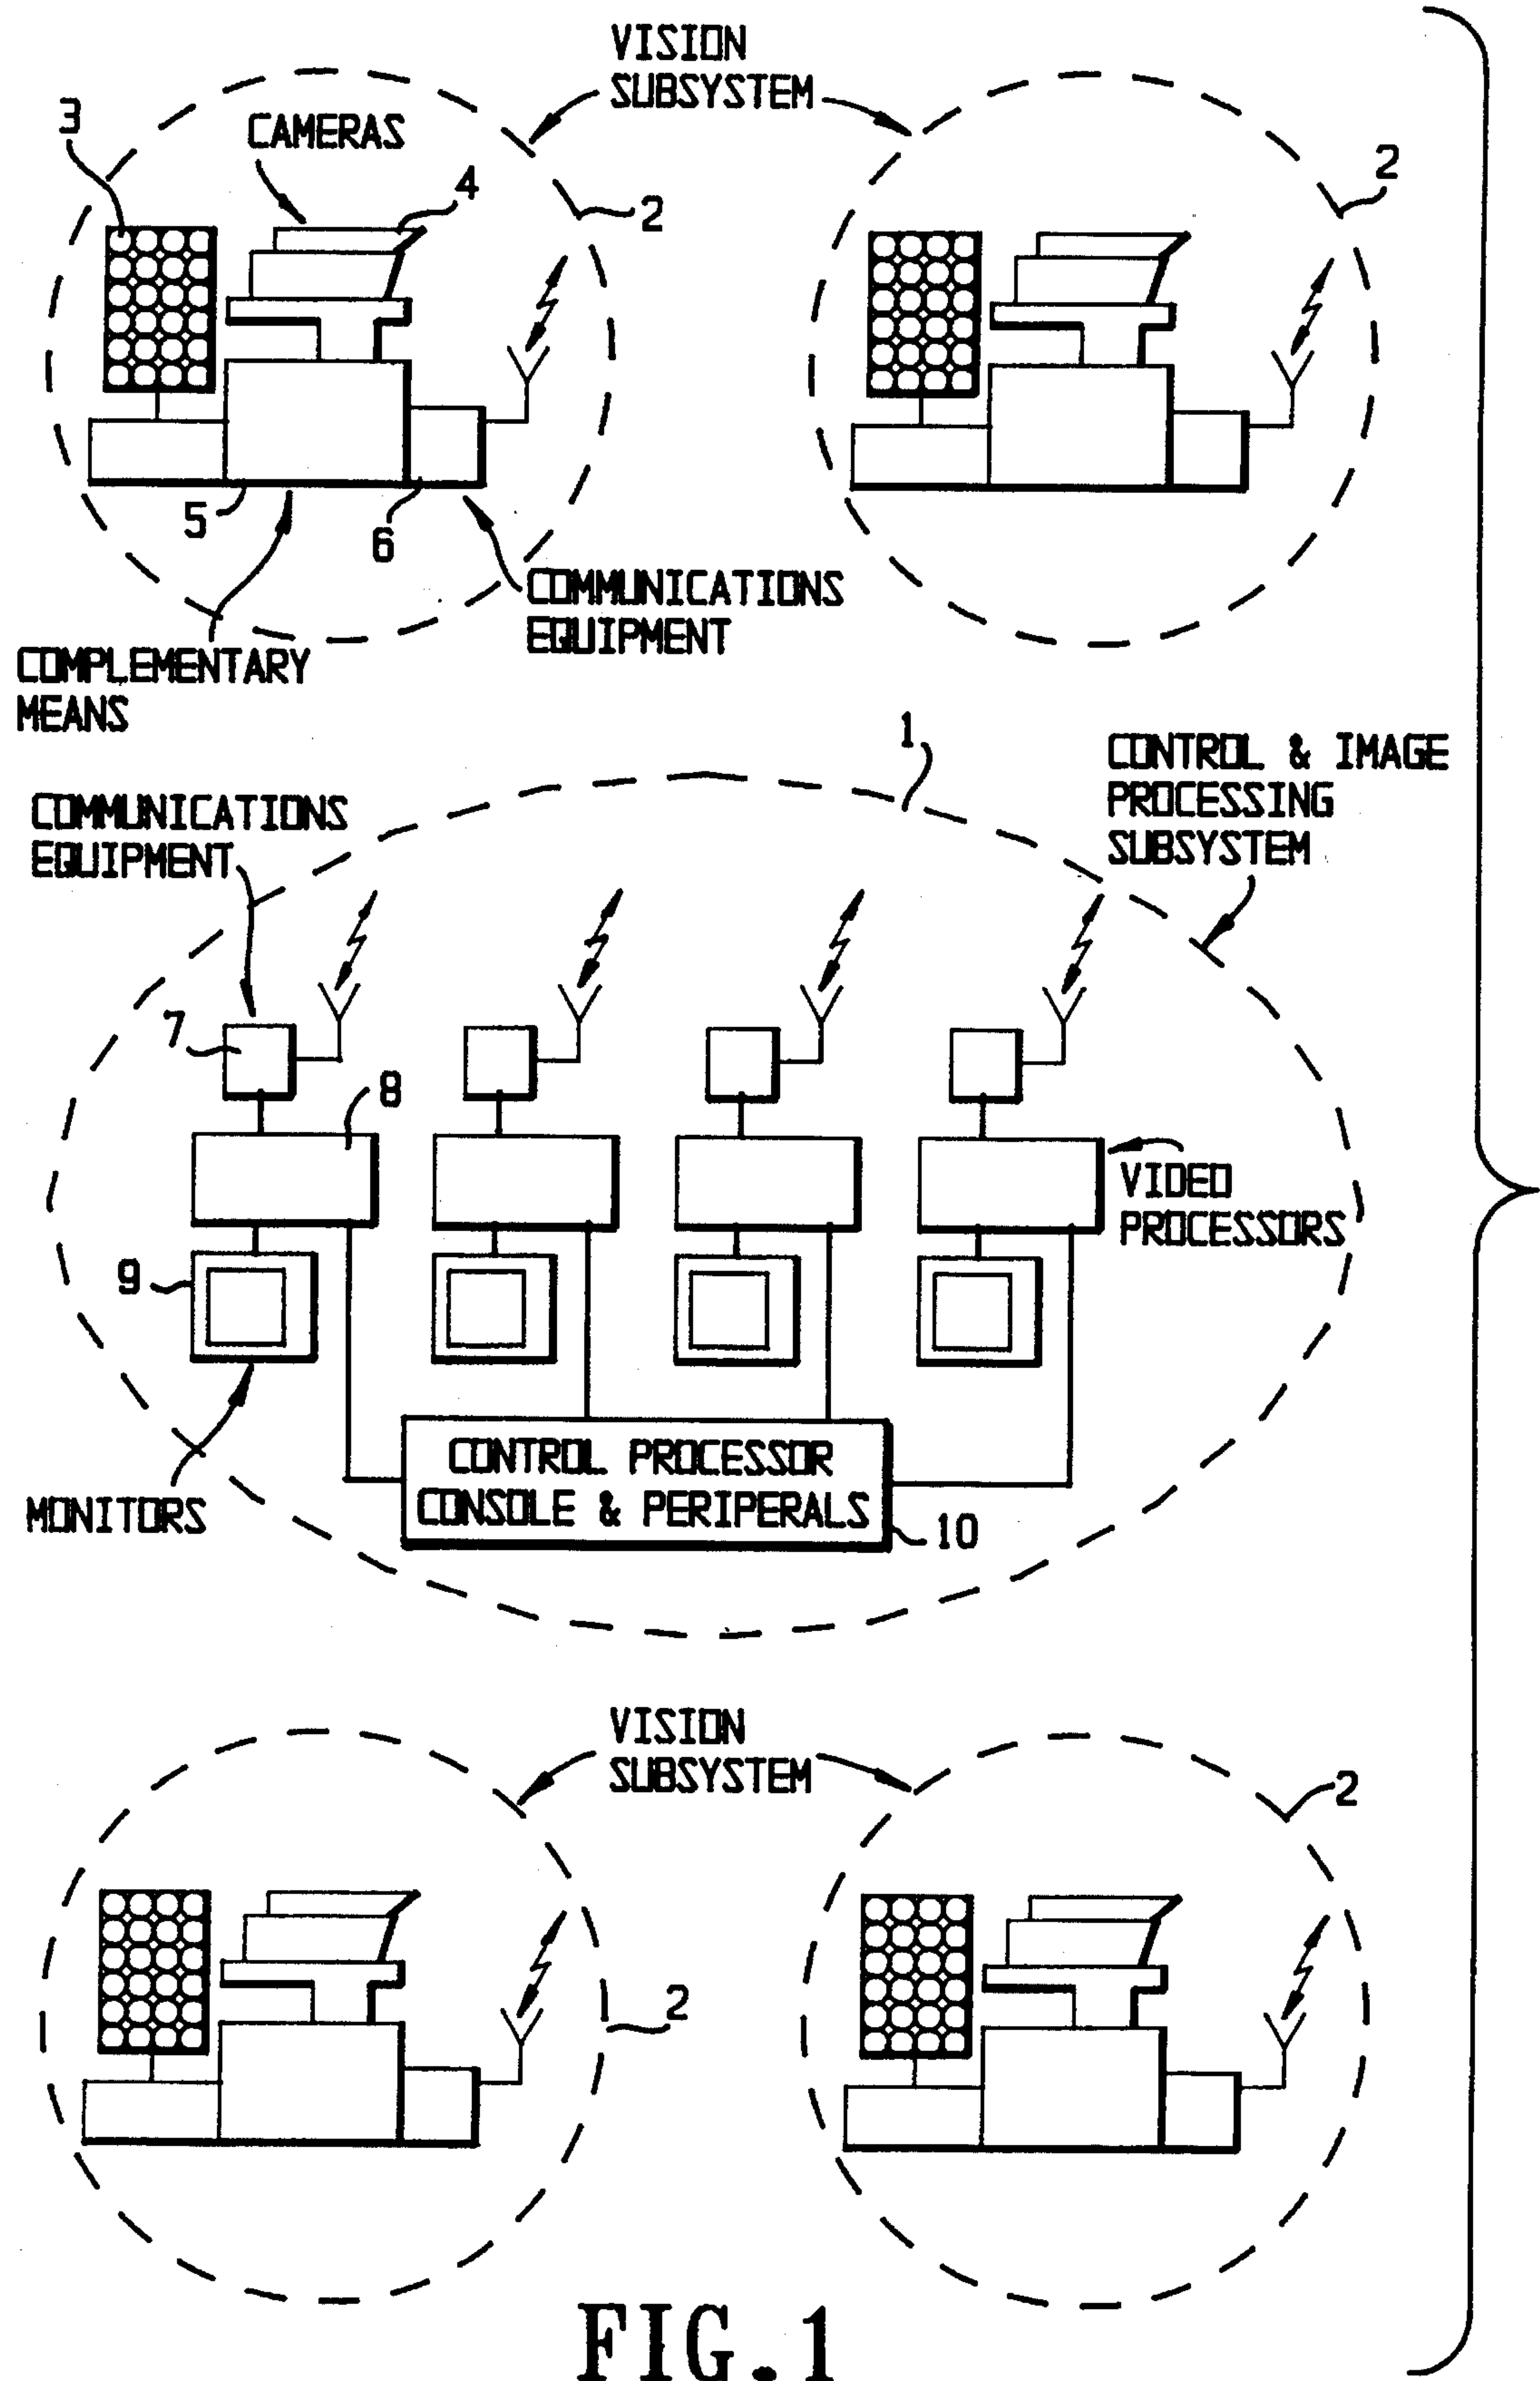 VISION
SUBSYSTEM
3
CAMERAS
4
2
2
5
6
COMMUNICATIONS
EQUIPMENT
COMPLEMENTARY
MEANS
1
CONTROL & IMAGE
PROCESSING
SUBSYSTEM
COMMUNICATIONS
EQUIPMENT
7
8
VIDEO
PROCESSORS
9
MONITORS
CONTROL PROCESSOR
CONSOLE & PERIPERALS
10
VISION
SUBSYSTEM
2
2
FIG.1